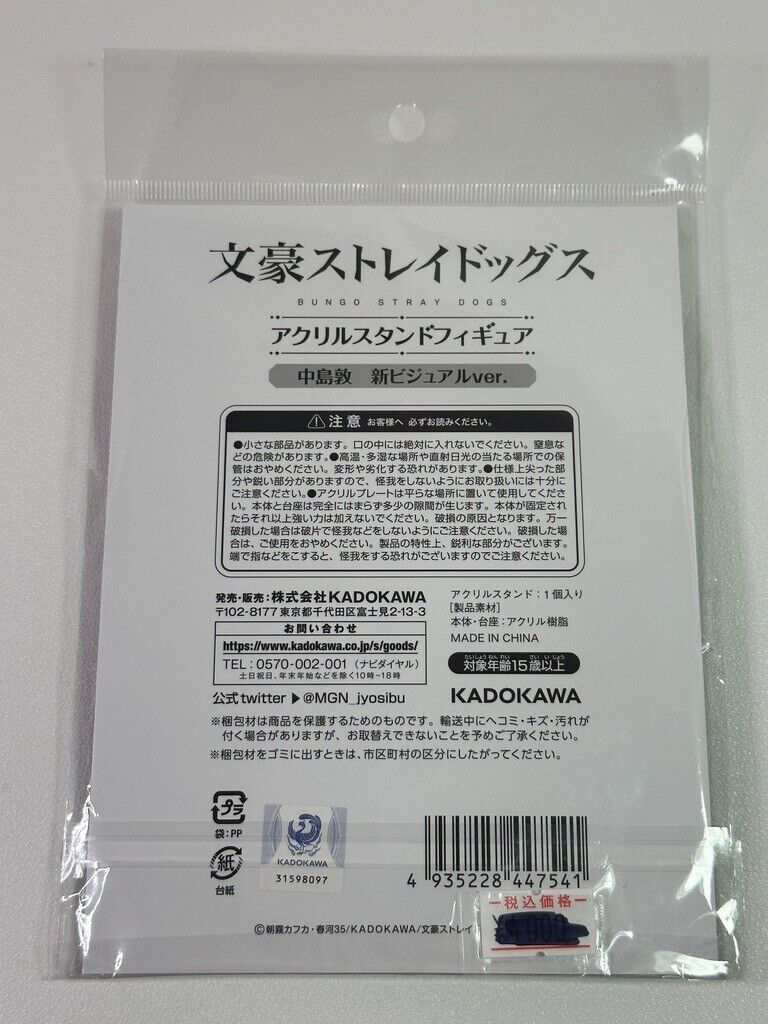 文豪ストレイドッグス
BUNGO STRAY DOGS
アクリルスタンドフィギュア
中島敦 新ビジュアルver.
⚠注意 お客様へ 必ずお読みください。
●小さな部品があります。口の中には絶対に入れないでください。窒息な
どの危険があります。●高温・多湿な場所や直射日光の当たる場所での保
管はおやめください。変形や劣化する恐れがあります。●仕様上尖った部
分や鋭い部分がありますので、怪我をしないようにお取り扱いには十分に
ご注意ください。●アクリルプレートは平らな場所に置いて使用してくださ
い。本体と台座は完全にはまらず多少の隙間が生じます。本体が固定され
たらそれ以上強い力は加えないでください。破損の原因となります。万一
破損した場合は破片で怪我などをしないようにご注意ください。破損した場
合は、ご使用をおやめください。製品の特性上、鋭利な部分がございます。
端で指などをこすると、怪我をする恐れがございますのでご注意ください。
発売・販売:株式会社KADOKAWA
〒102-8177 東京都千代田区富士見2-13-3
お問い合わせ
https://www.kadokawa.co.jp/s/goods/
TEL:0570-002-001(ナビダイヤル)
土日祝日、年末年始などを除く10時~18時
公式twitter▶@MGN_jyosibu
アクリルスタンド:1個入り
[製品素材]
本体・台座:アクリル樹脂
MADE IN CHINA
たいしょうねんれい さいいじょう
対象年齢15歳以上
KADOKAWA
※梱包材は商品を保護するためのものです。輸送中にヘコミ・キズ・汚れが
付く場合がありますが、お取替えできないことを予めご了承ください。
※梱包材をゴミに出すときは、市区町村の区分にしたがってください。
プラ
袋:PP
紙
台紙
KADOKAWA
31598097
4 935228 447541
税込価格
©朝霧カフカ・春河35/KADOKAWA/文豪ストレイ